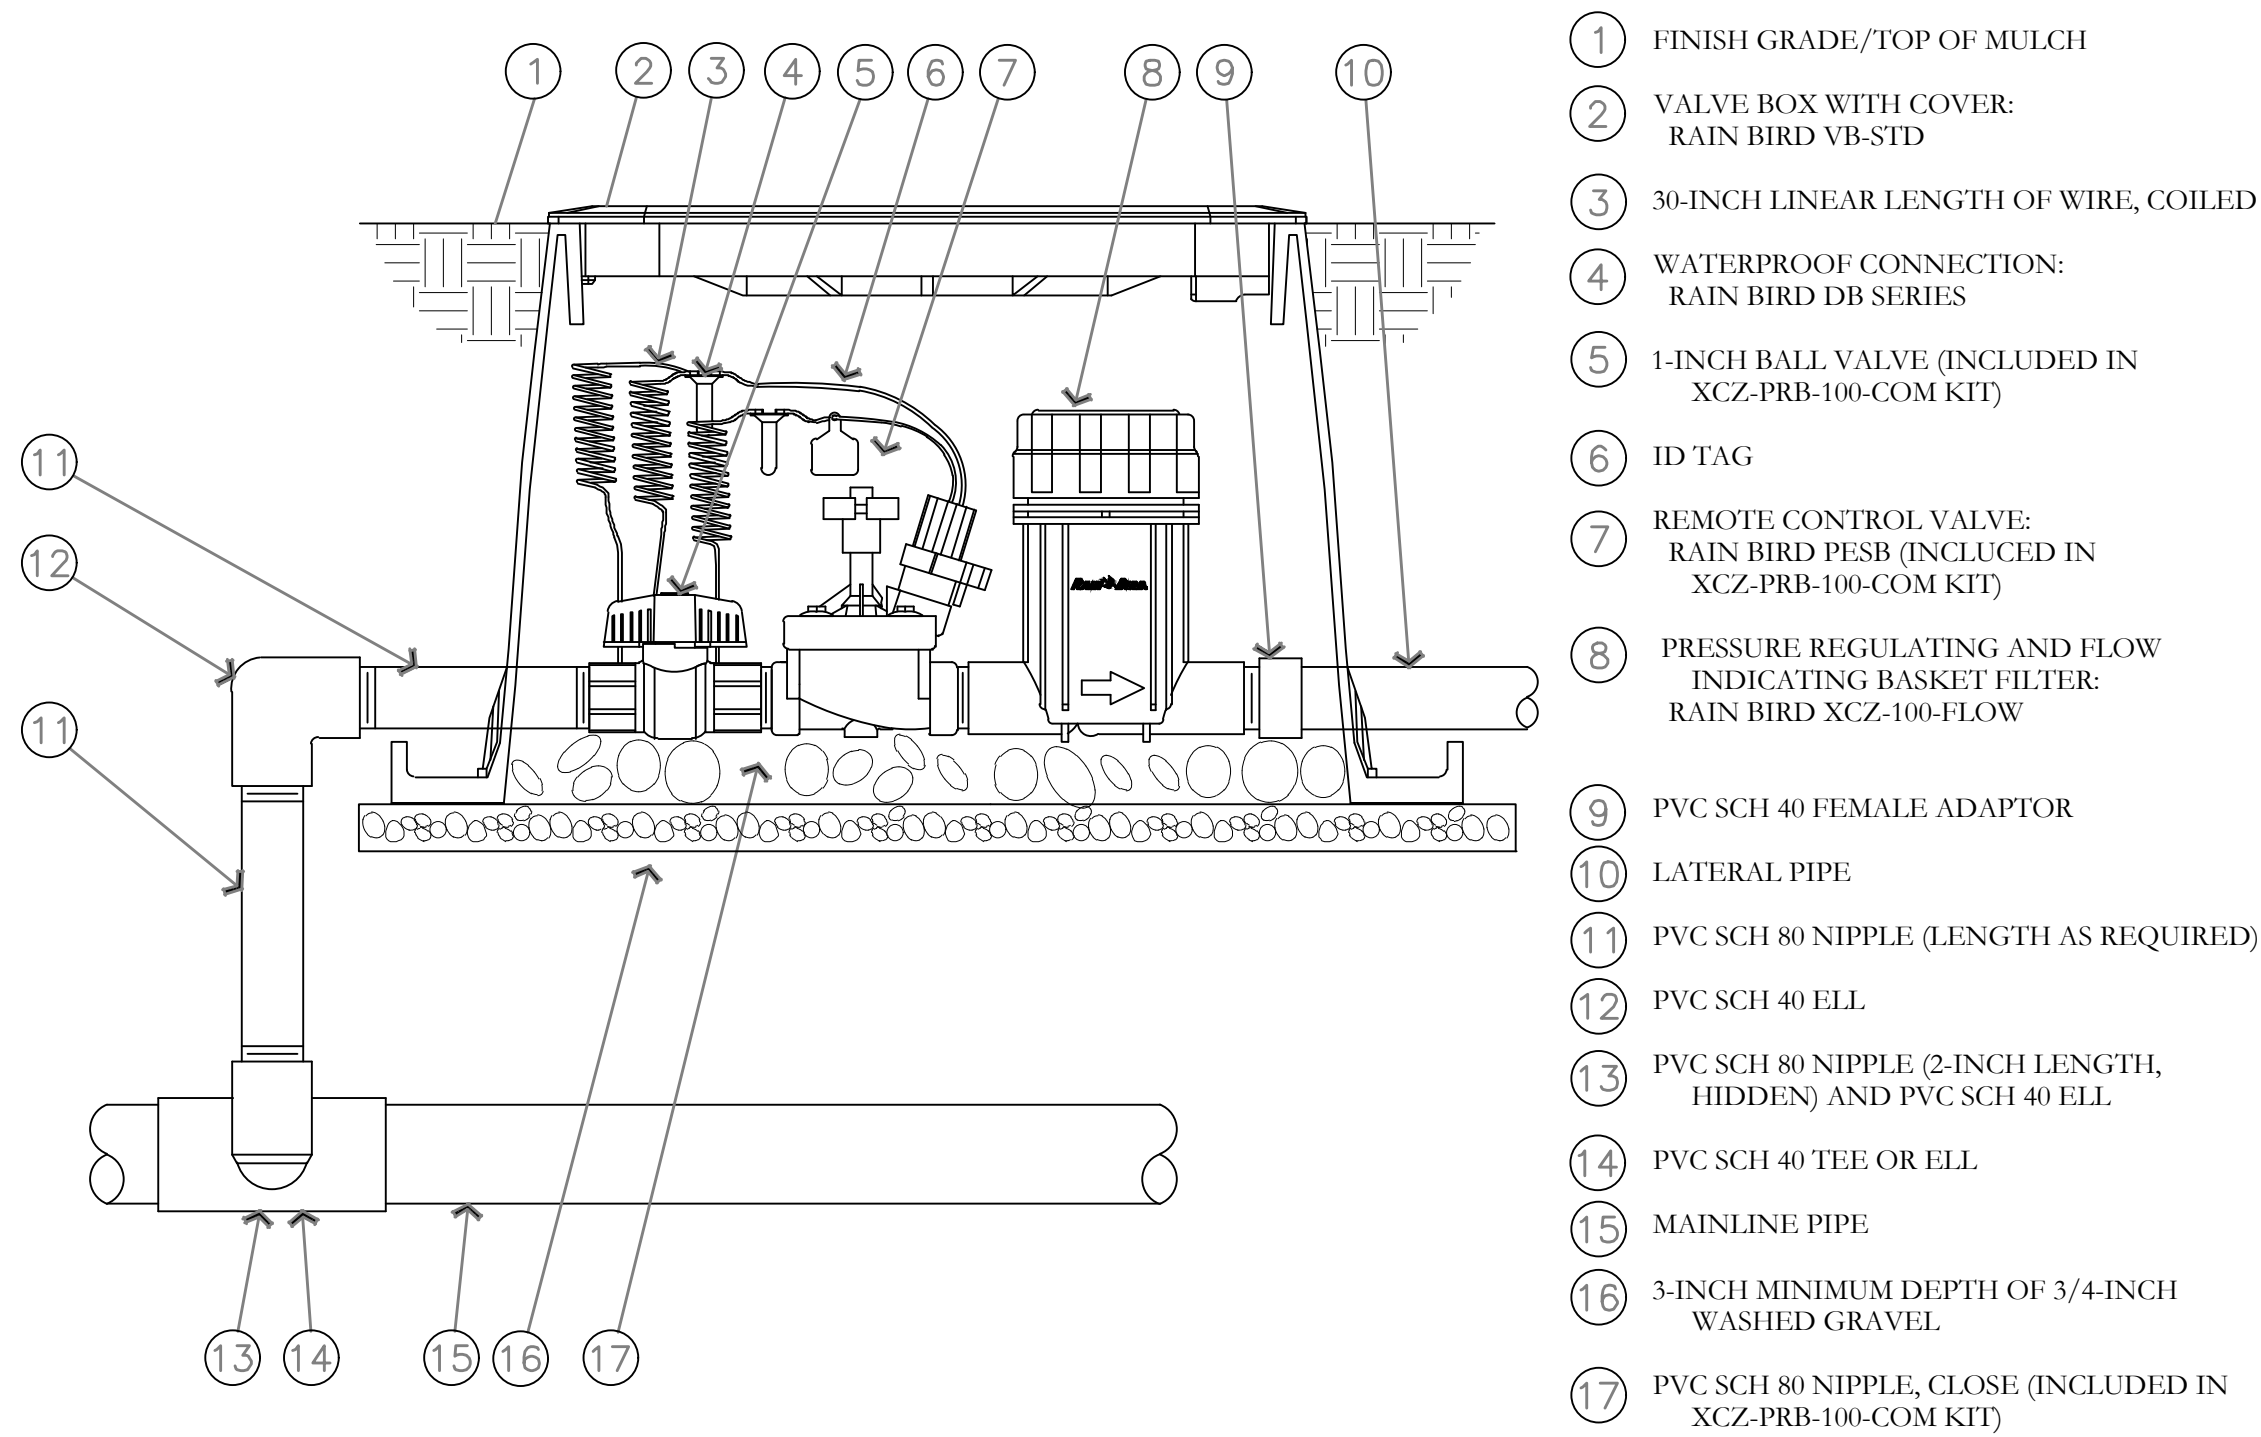 1 2 3 4 5 6 7 8 9 10
11
12
11
13 14 15 16 17
RAIN BIRD
1 FINISH GRADE/TOP OF MULCH
2 VALVE BOX WITH COVER:
RAIN BIRD VB-STD
3 30-INCH LINEAR LENGTH OF WIRE, COILED
4 WATERPROOF CONNECTION:
RAIN BIRD DB SERIES
5 1-INCH BALL VALVE (INCLUDED IN
XCZ-PRB-100-COM KIT)
6 ID TAG
7 REMOTE CONTROL VALVE:
RAIN BIRD PESB (INCLUCED IN
XCZ-PRB-100-COM KIT)
8 PRESSURE REGULATING AND FLOW
INDICATING BASKET FILTER:
RAIN BIRD XCZ-100-FLOW
9 PVC SCH 40 FEMALE ADAPTOR
10 LATERAL PIPE
11 PVC SCH 80 NIPPLE (LENGTH AS REQUIRED)
12 PVC SCH 40 ELL
13 PVC SCH 80 NIPPLE (2-INCH LENGTH,
HIDDEN) AND PVC SCH 40 ELL
14 PVC SCH 40 TEE OR ELL
15 MAINLINE PIPE
16 3-INCH MINIMUM DEPTH OF 3/4-INCH
WASHED GRAVEL
17 PVC SCH 80 NIPPLE, CLOSE (INCLUDED IN
XCZ-PRB-100-COM KIT)